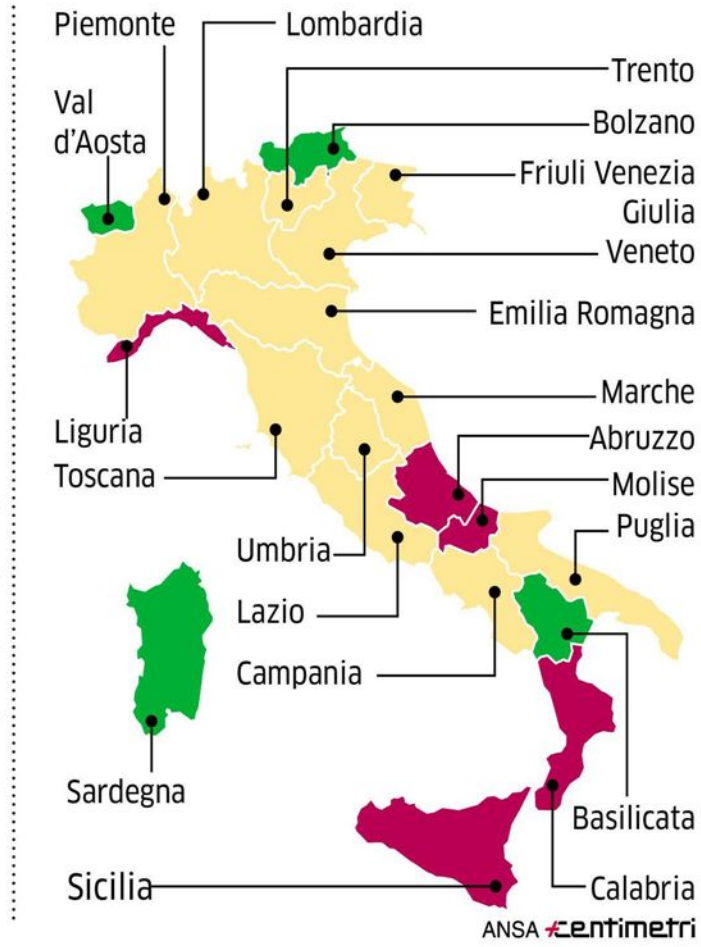 Piemonte
Lombardia
Trento
Val
d'Aosta
Bolzano
Friuli Venezia
Giulia
Veneto
Emilia Romagna
Marche
Liguria
Abruzzo
Toscana
Molise
Puglia
Umbria
Lazio
Campania
Sardegna
Basilicata
Sicilia
Calabria
ANSA centimetri